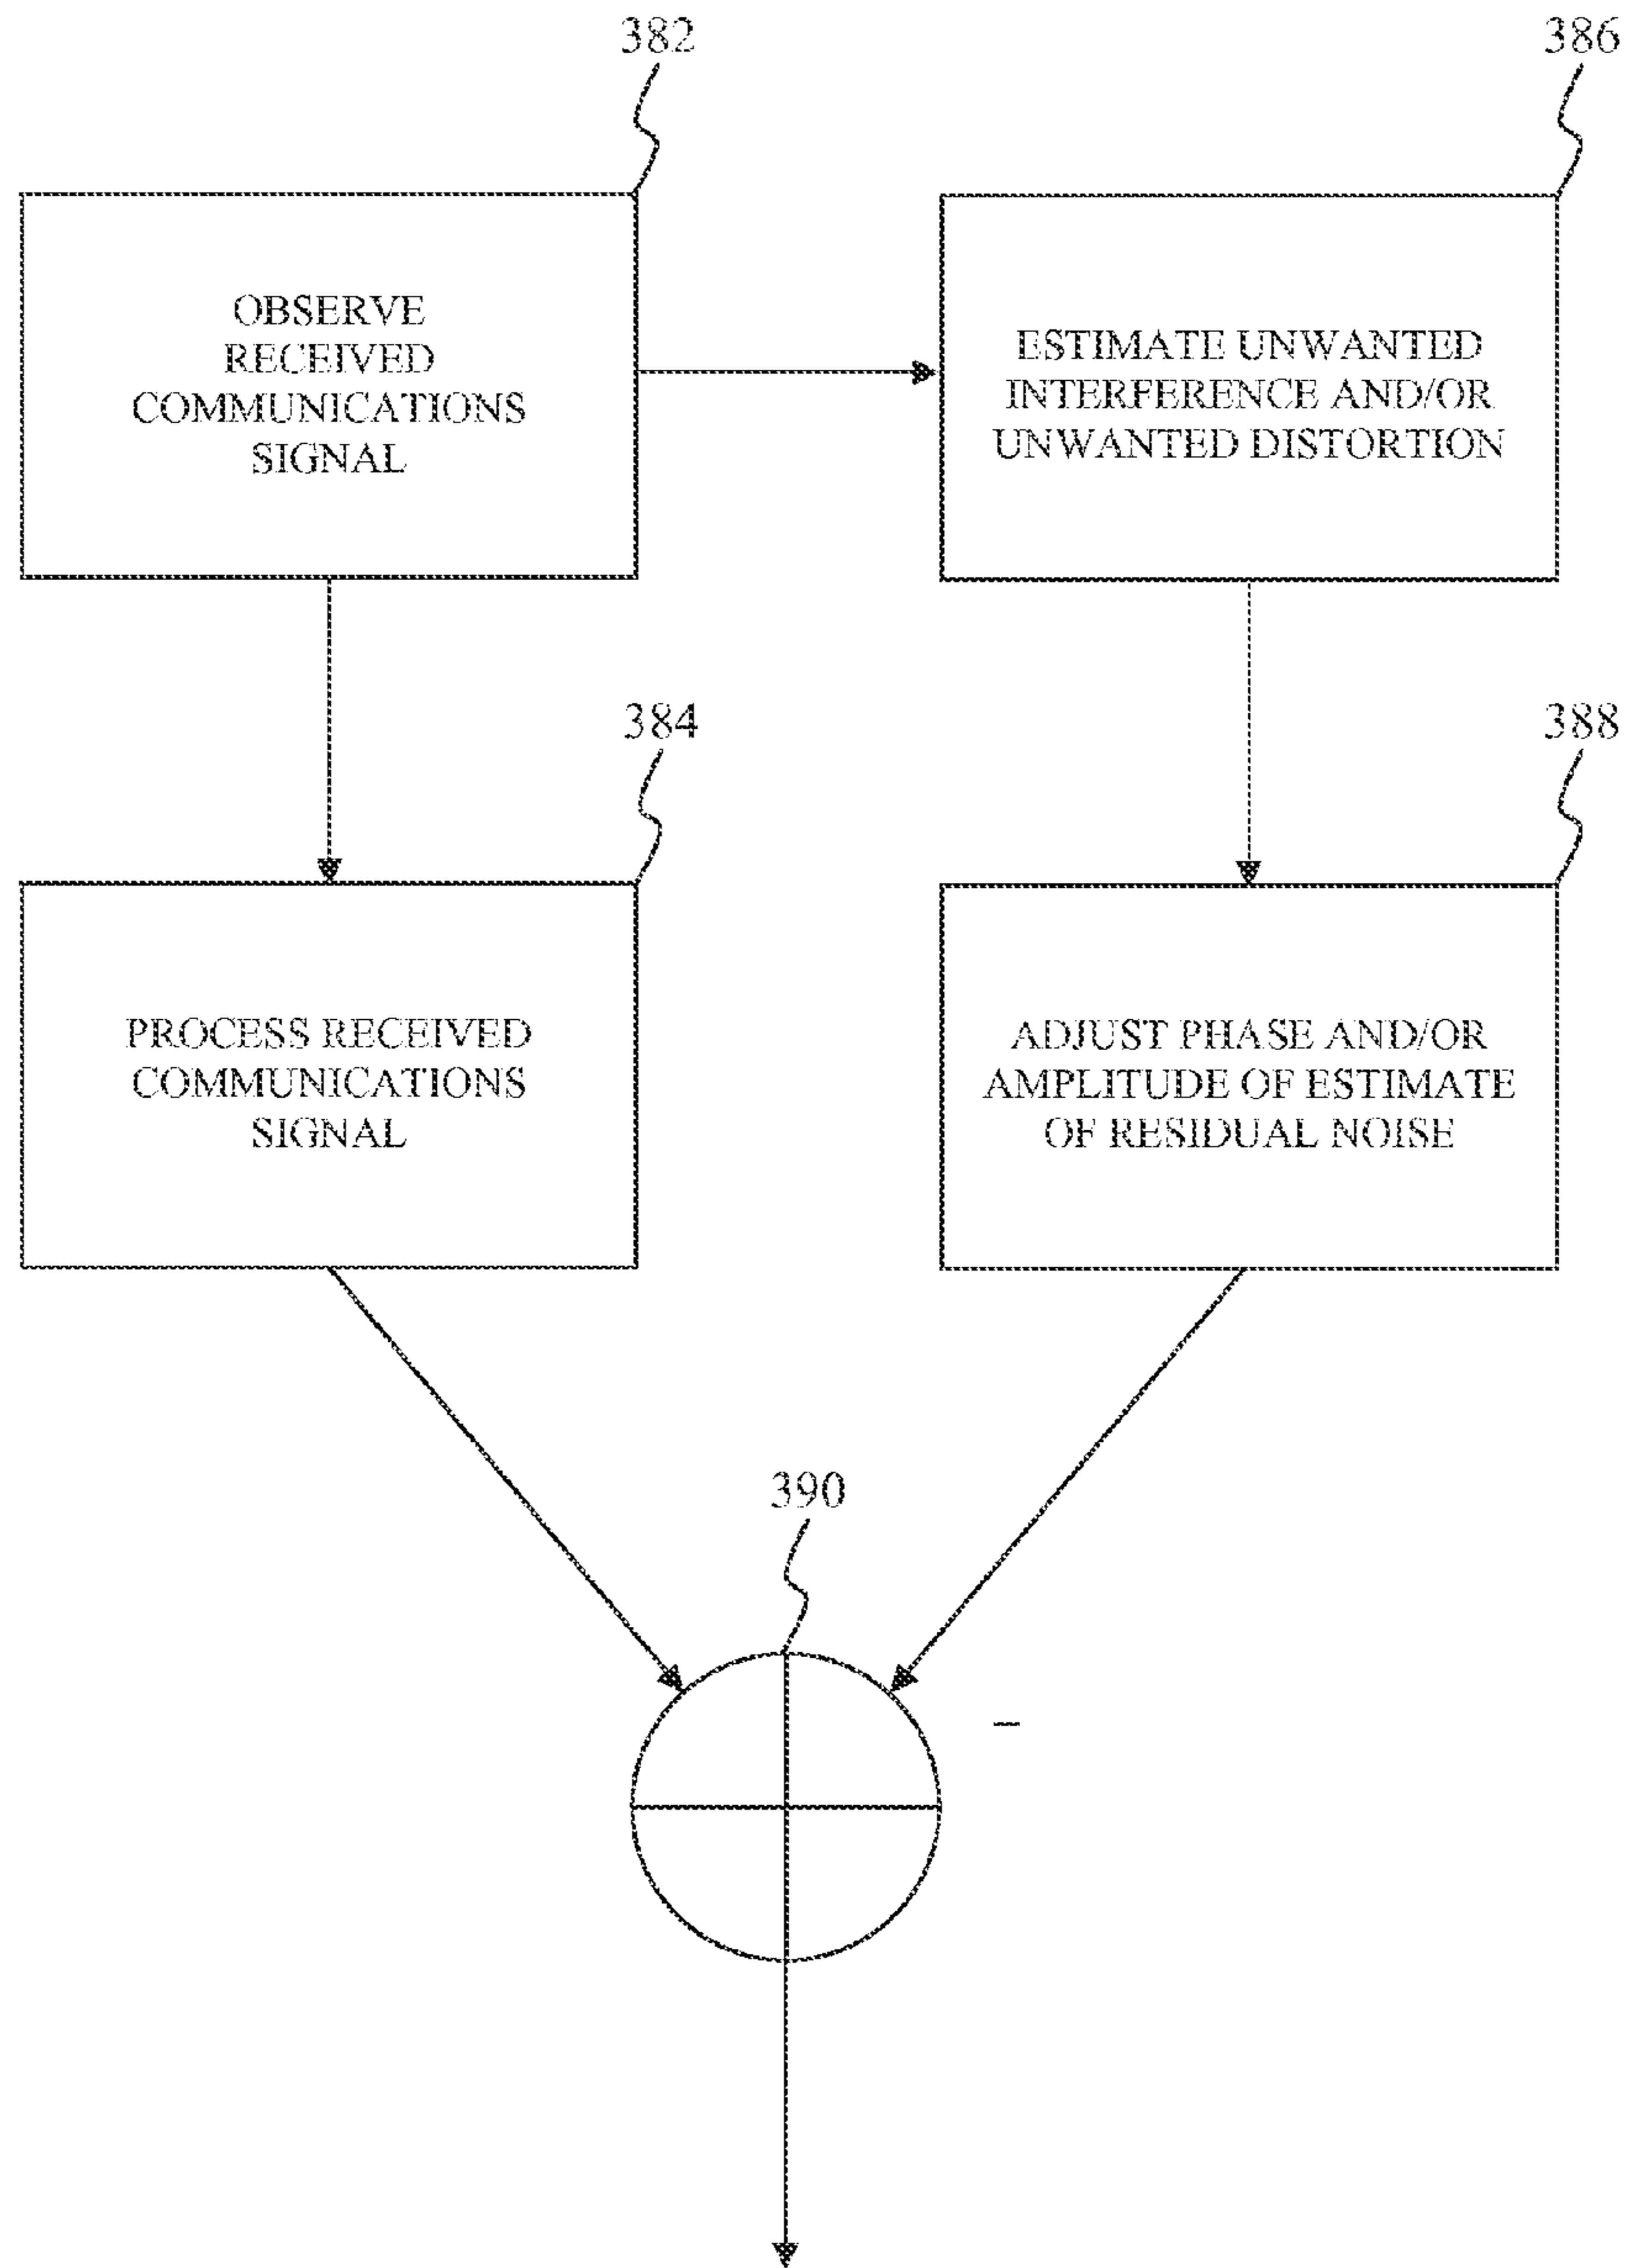 382
386
OBSERVE
RECEIVED
COMMUNICATIONS
SIGNAL
ESTIMATE UNWANTED
INTERFERENCE AND/OR
UNWANTED DISTORTION
384
388
PROCESS RECEIVED
COMMUNICATIONS
SIGNAL
ADJUST PHASE AND/OR
AMPLITUDE OF ESTIMATE
OF RESIDUAL NOISE
390
–